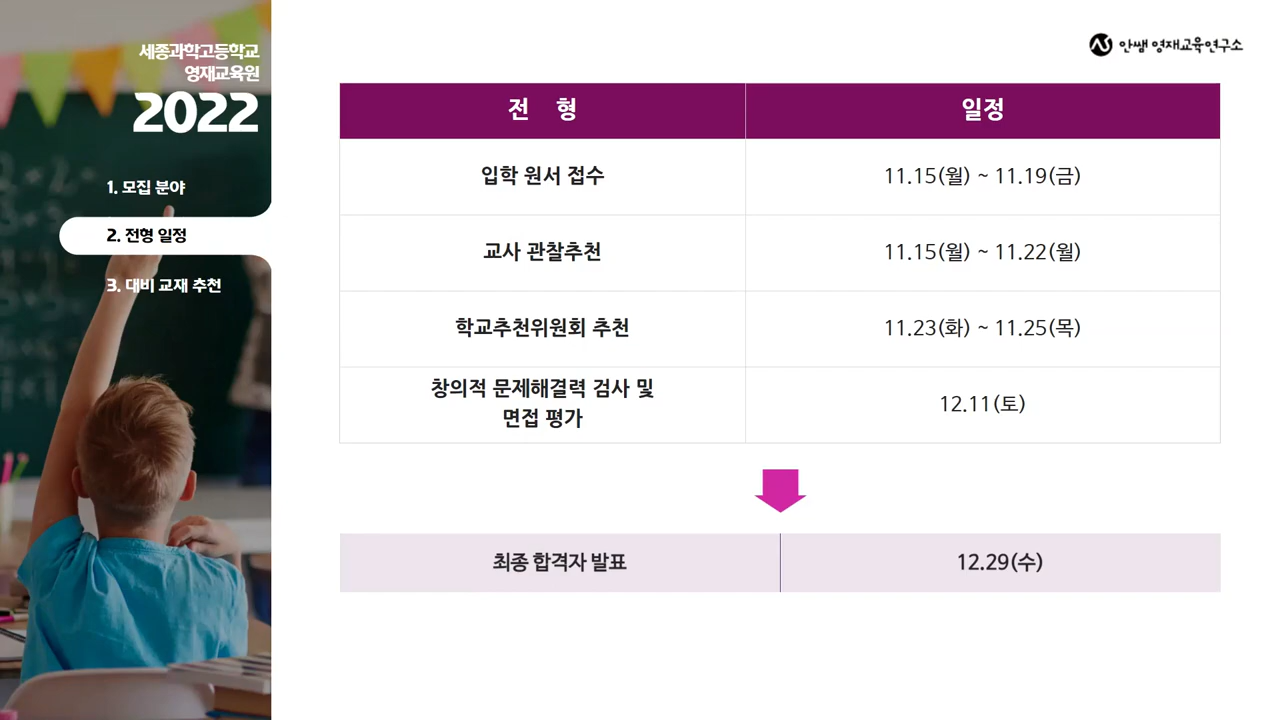 세종과학고등학교
영재교육원
2022
1. 모집 분야
2. 전형 일정
3. 대비 교재 추천
안쌤 영재교육연구소
전 형 일정
입학 원서 접수 11.15(월) ~ 11.19(금)
교사 관찰추천 11.15(월) ~ 11.22(월)
학교추천위원회 추천 11.23(화) ~ 11.25(목)
창의적 문제해결력 검사 및
면접 평가
12.11(토)
최종 합격자 발표 12.29(수)